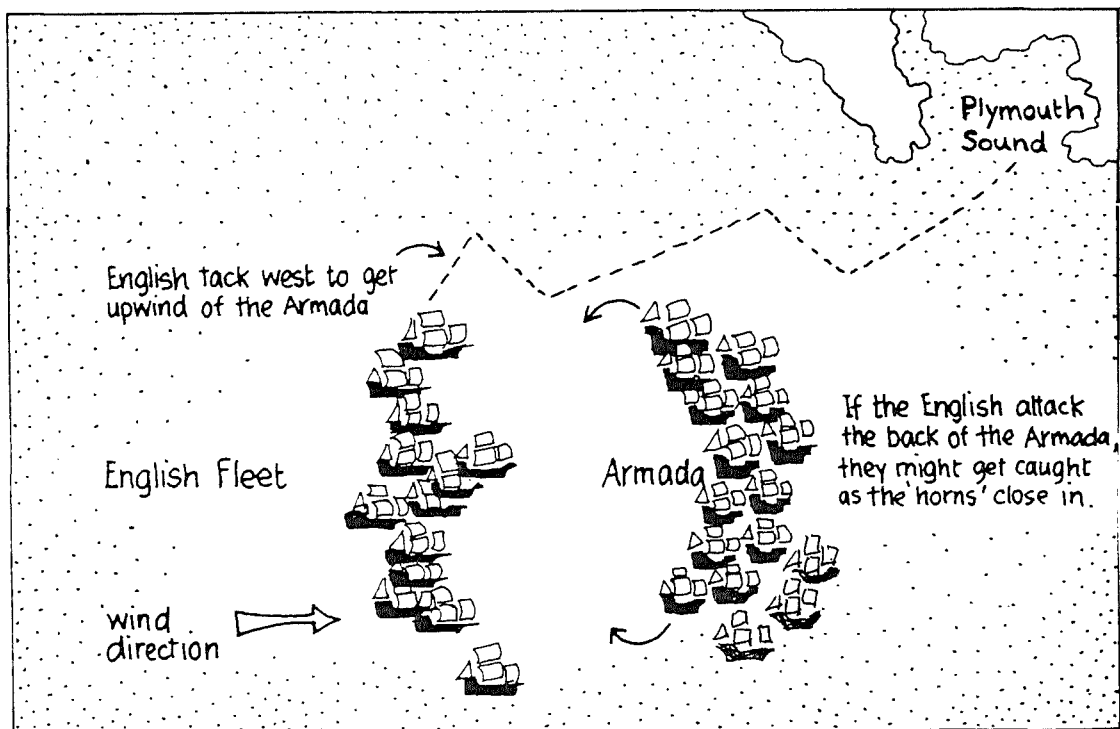 Plymouth
Sound
English tack west to get
upwind of the Armada
If the English attack
the back of the Armada,
they might get caught
as the 'horns' close in.
English Fleet
Armada
wind
direction